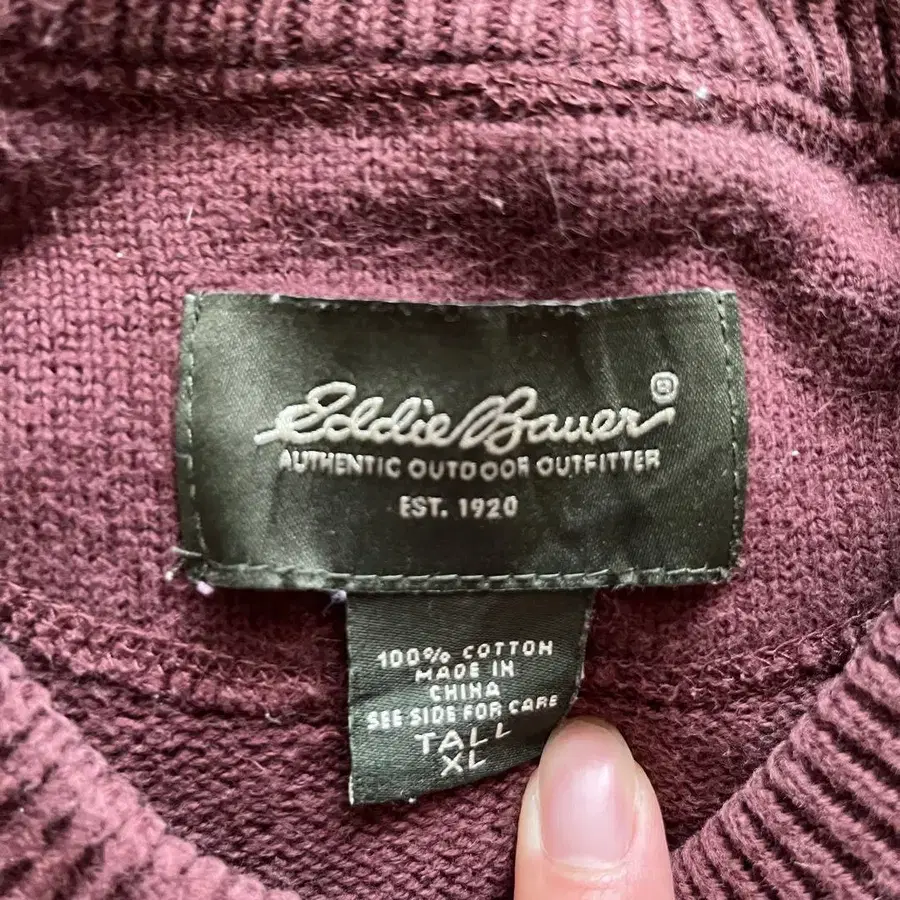 Eddie Bauer®
AUTHENTIC OUTDOOR OUTFITTER
EST. 1920
100% COTTON
MADE IN
CHINA
SEE SIDE FOR CARE
TALL
XL